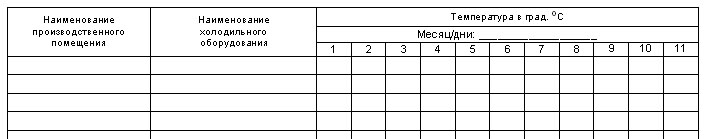 Наименование
производственного
помещения
Наименование
холодильного
оборудования
Температура в град. °С
Месяц/дни: ___________________
1 2 3 4 5 6 7 8 9 10 11